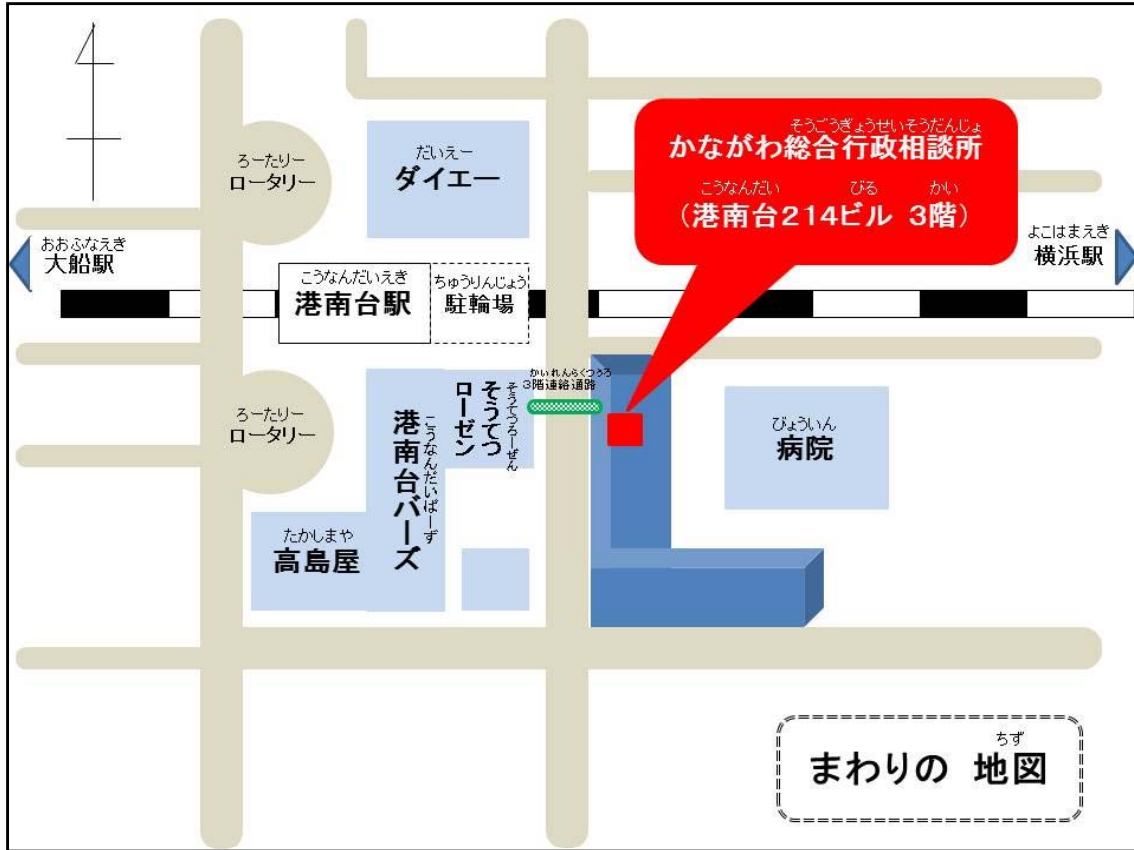 そうごうぎょうせいそうだんじょ
かながわ総合行政相談所
こうなんだい びる かい
(港南台214ビル 3階)
ろーたりー
ロータリー
だいえー
ダイエー
おおふなえき
大船駅
よこはまえき
横浜駅
こうなんだいえき
港南台駅
ちゅうりんじょう
駐輪場
かいれんらくつうろ
3階連絡通路
ろーたりー
ロータリー
こうなんだいばーず
港南台バーズ
そうてつろーぜん
そうてつ
ローゼン
びょういん
病院
たかしまや
高島屋
ちず
まわりの 地図